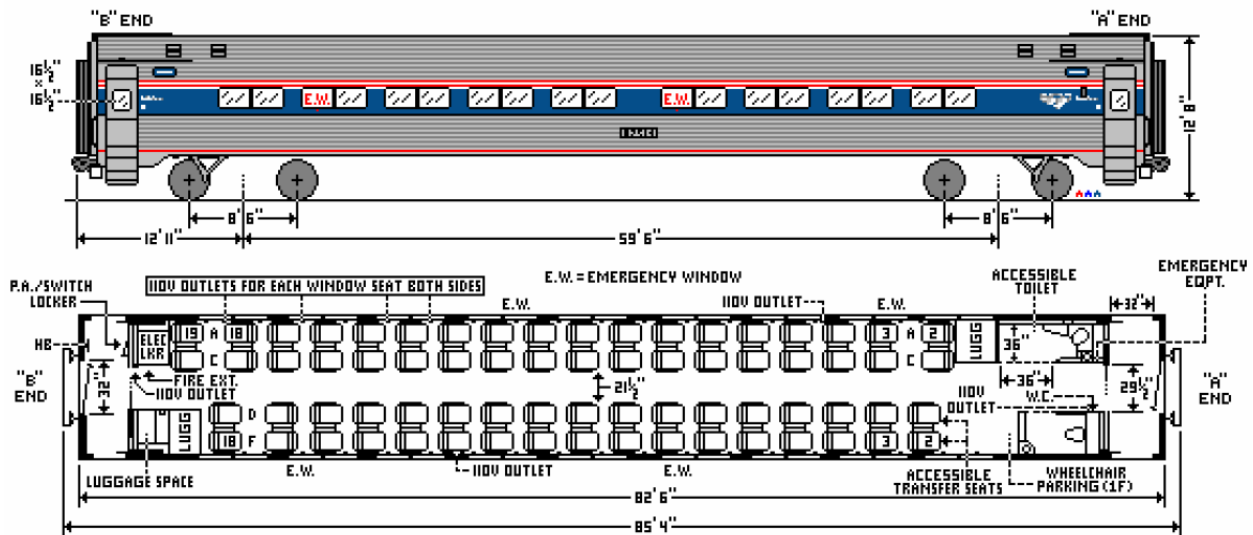 "B" END
"A" END
16½"
x
16½"
E.W.
E.W.
12'8"
8'6"
8'6"
12'11"
59'6"
E.W. = EMERGENCY WINDOW
ACCESSIBLE
TOILET
EMERGENCY
EQPT.
P.A./SWITCH
LOCKER
110V OUTLETS FOR EACH WINDOW SEAT BOTH SIDES
E.W.
110V OUTLET
E.W.
32"
HB
ELEC
LKR
19 A 18
C
3 A 2
C
LUGG
36"
36"
"B"
END
32"
FIRE EXT.
110V OUTLET
21½"
110V
OUTLET
W.C.
29½"
"A"
END
LUGG
D
18 F
3
2
LUGGAGE SPACE
E.W.
110V OUTLET
E.W.
ACCESSIBLE
TRANSFER SEATS
WHEELCHAIR
PARKING (1F)
82'6"
85'4"